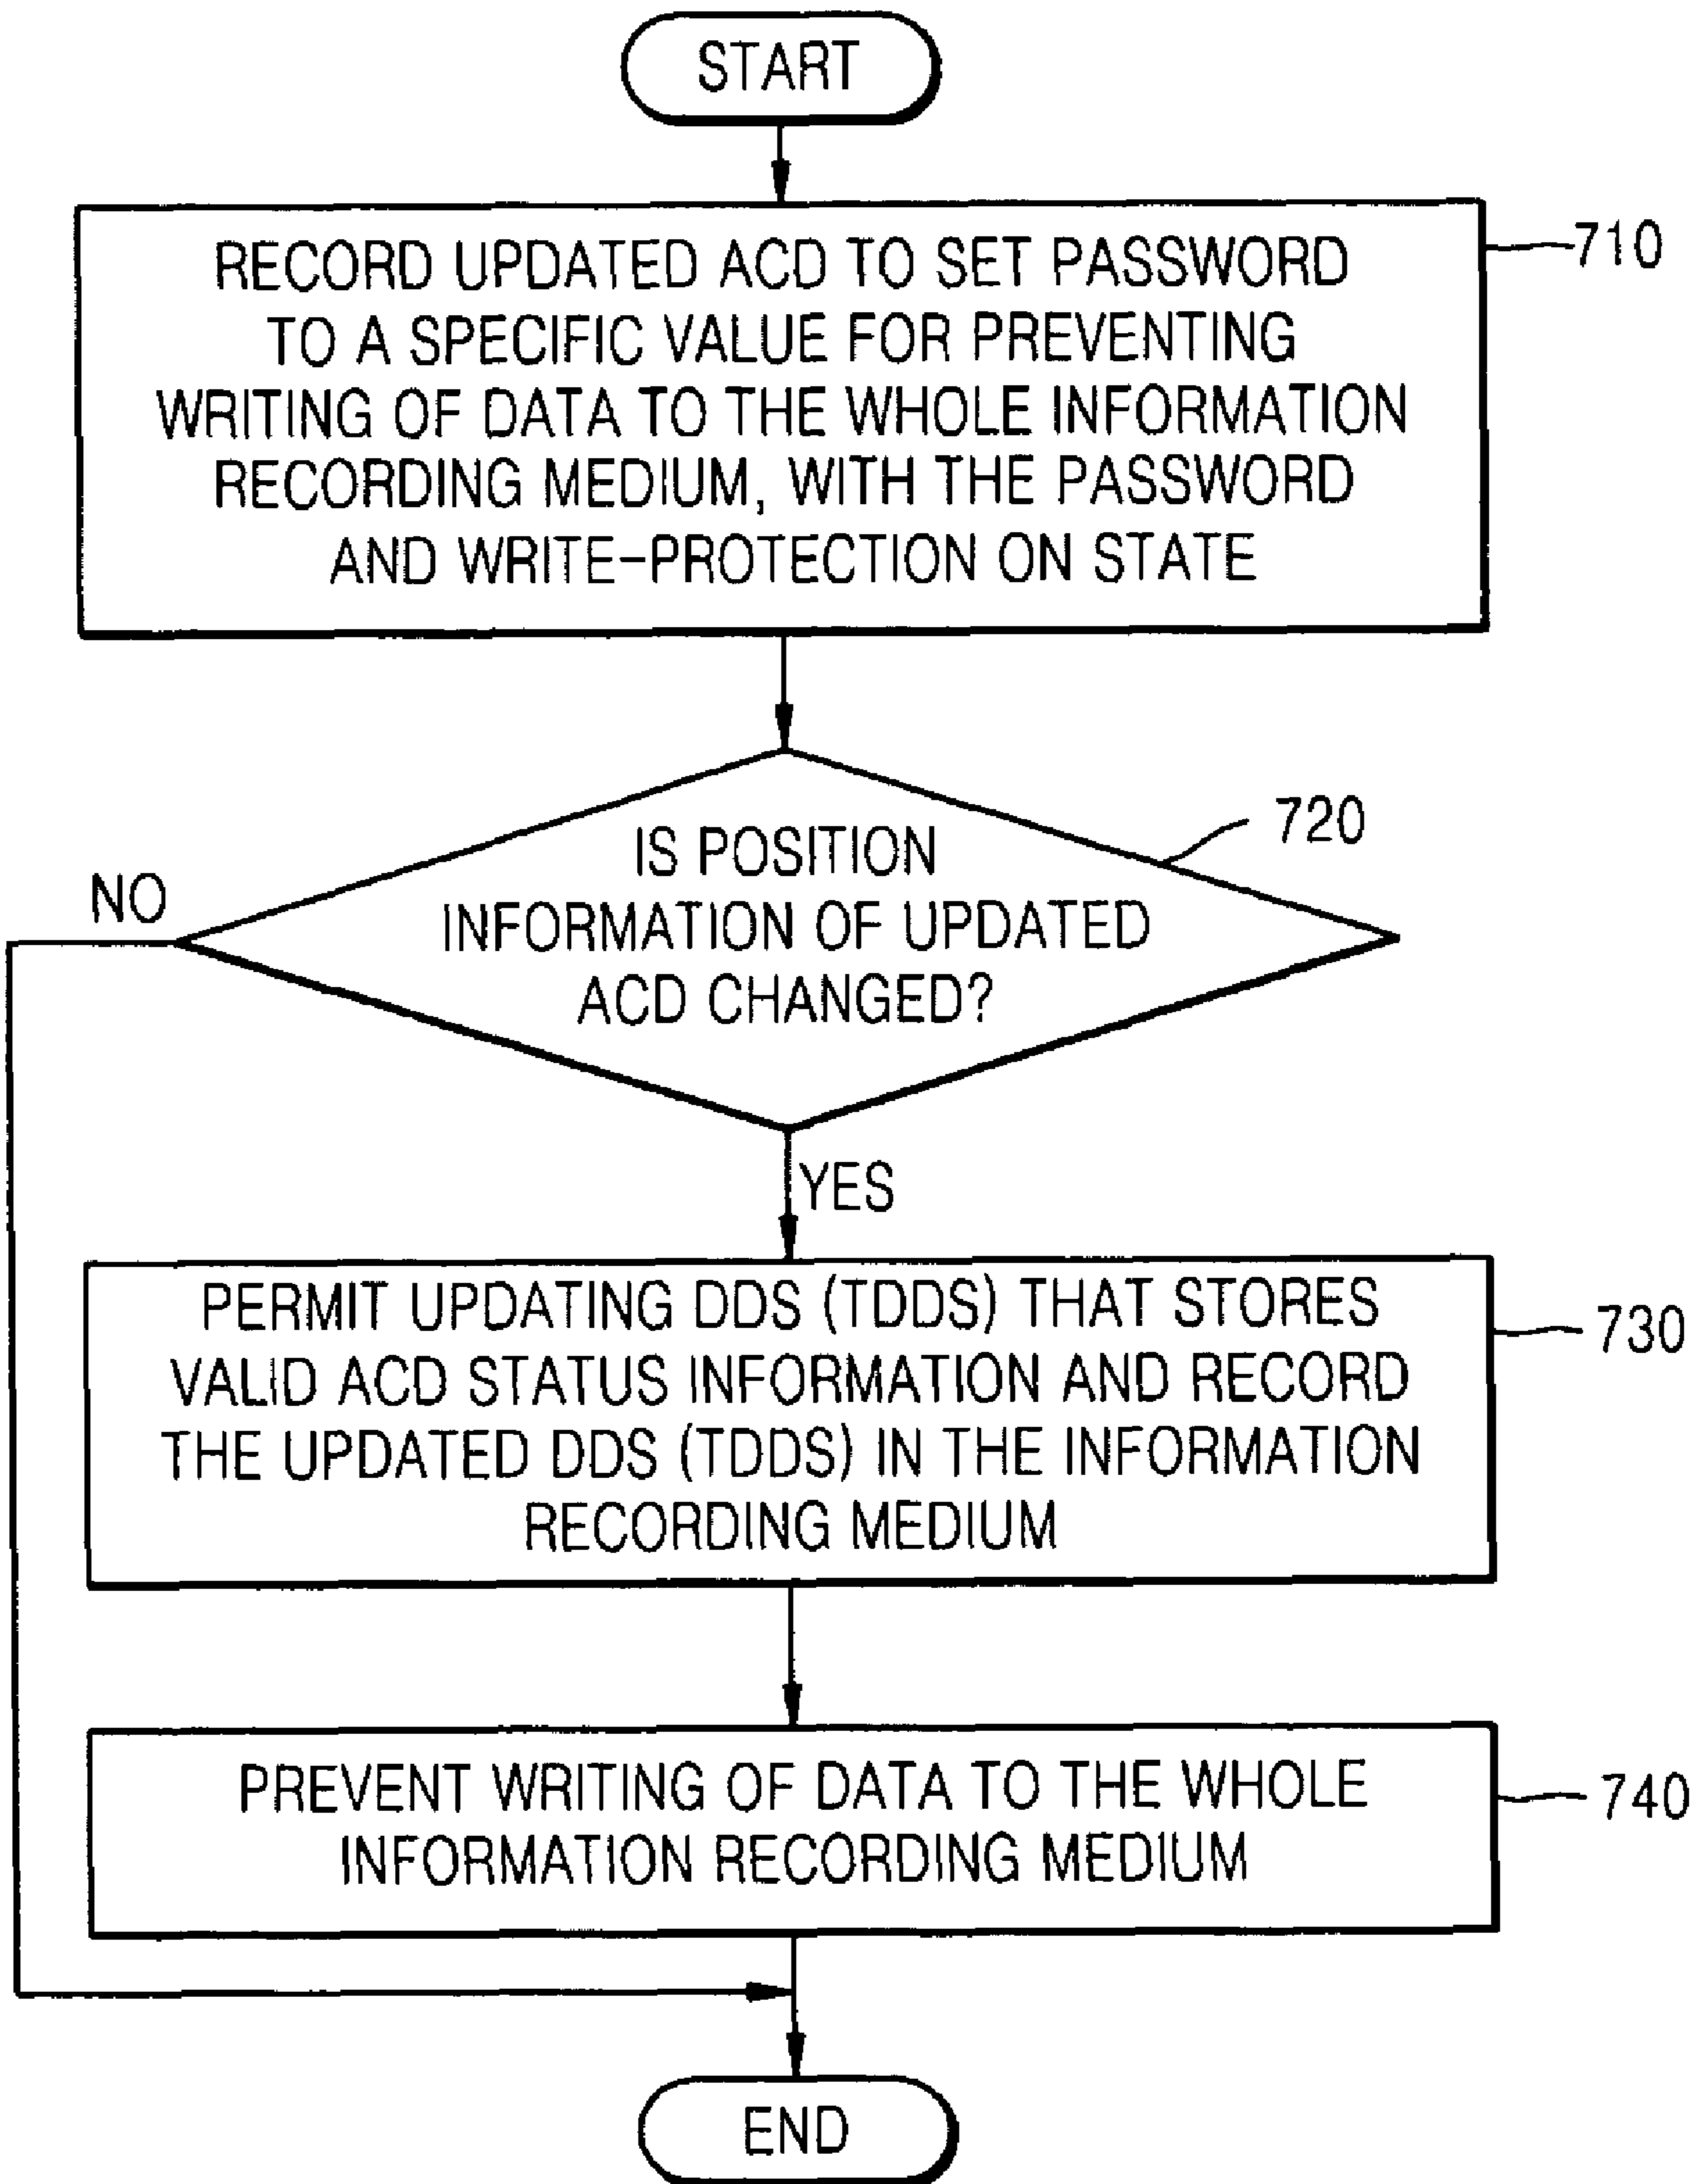 START
RECORD UPDATED ACD TO SET PASSWORD
TO A SPECIFIC VALUE FOR PREVENTING
WRITING OF DATA TO THE WHOLE INFORMATION
RECORDING MEDIUM, WITH THE PASSWORD
AND WRITE-PROTECTION ON STATE
710
IS POSITION
INFORMATION OF UPDATED
ACD CHANGED?
720
NO
YES
PERMIT UPDATING DDS (TDDS) THAT STORES
VALID ACD STATUS INFORMATION AND RECORD
THE UPDATED DDS (TDDS) IN THE INFORMATION
RECORDING MEDIUM
730
PREVENT WRITING OF DATA TO THE WHOLE
INFORMATION RECORDING MEDIUM
740
END